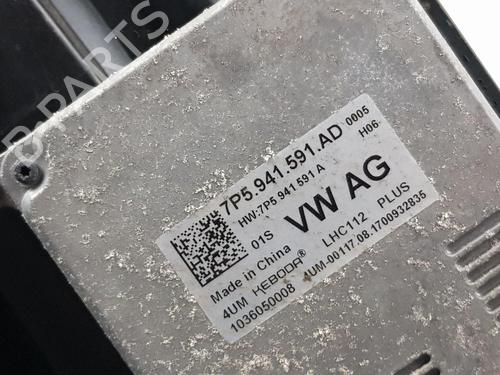 7P5.941.591.AD 0005
HW:7P5 941 591 A H06
01S VW AG
Made in China LHC112 PLUS
4UM KEBODA® 4UM-00117.08.1700932835
1036050008
B PARTS